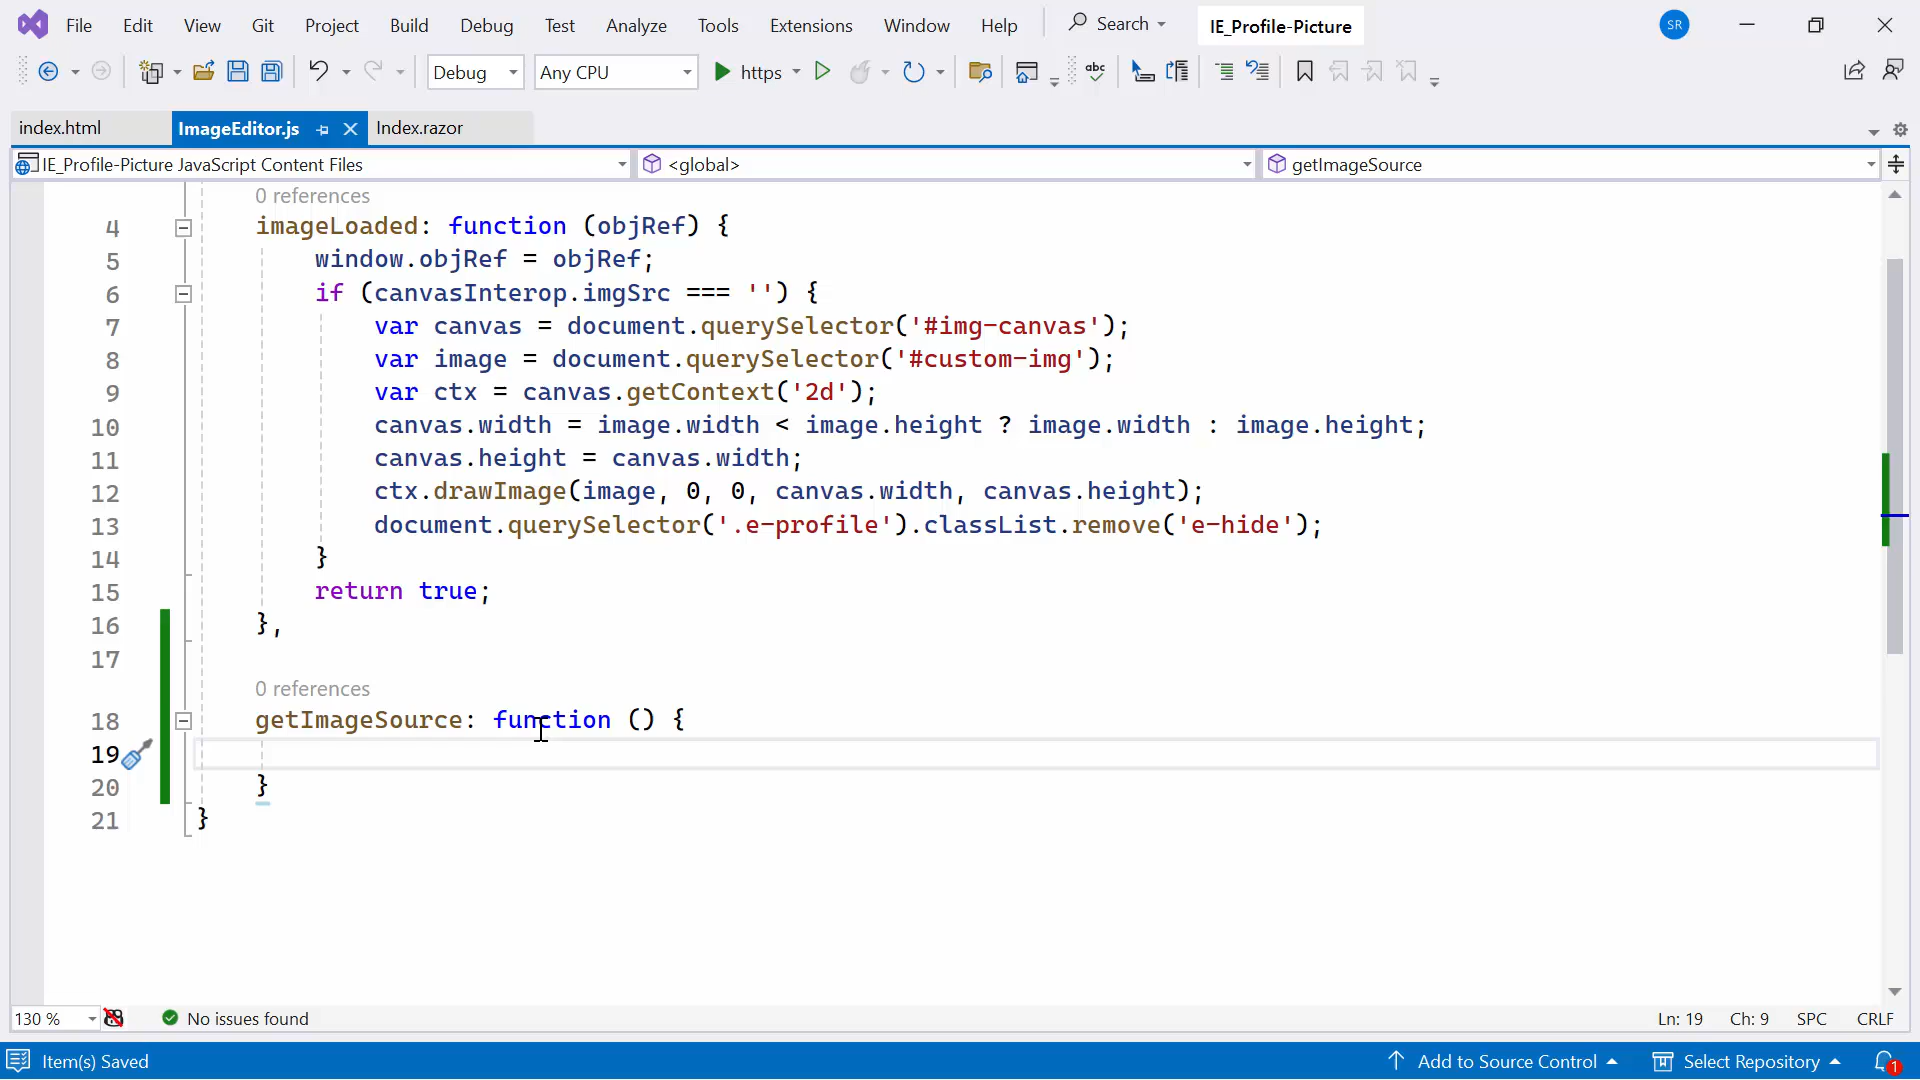 File Edit View Git Project Build Debug Test Analyze Tools Extensions Window Help Search IE_Profile-Picture SR
Debug Any CPU https abc
index.html ImageEditor.js Index.razor
IE_Profile-Picture JavaScript Content Files <global> getImageSource
0 references
4 imageLoaded: function (objRef) {
5 window.objRef = objRef;
6 if (canvasInterop.imgSrc === '') {
7 var canvas = document.querySelector('#img-canvas');
8 var image = document.querySelector('#custom-img');
9 var ctx = canvas.getContext('2d');
10 canvas.width = image.width < image.height ? image.width : image.height;
11 canvas.height = canvas.width;
12 ctx.drawImage(image, 0, 0, canvas.width, canvas.height);
13 document.querySelector('.e-profile').classList.remove('e-hide');
14 }
15 return true;
16 },
17
0 references
18 getImageSource: function () {
19
20 }
21 }
130 % No issues found Ln: 19 Ch: 9 SPC CRLF
Item(s) Saved Add to Source Control Select Repository 1